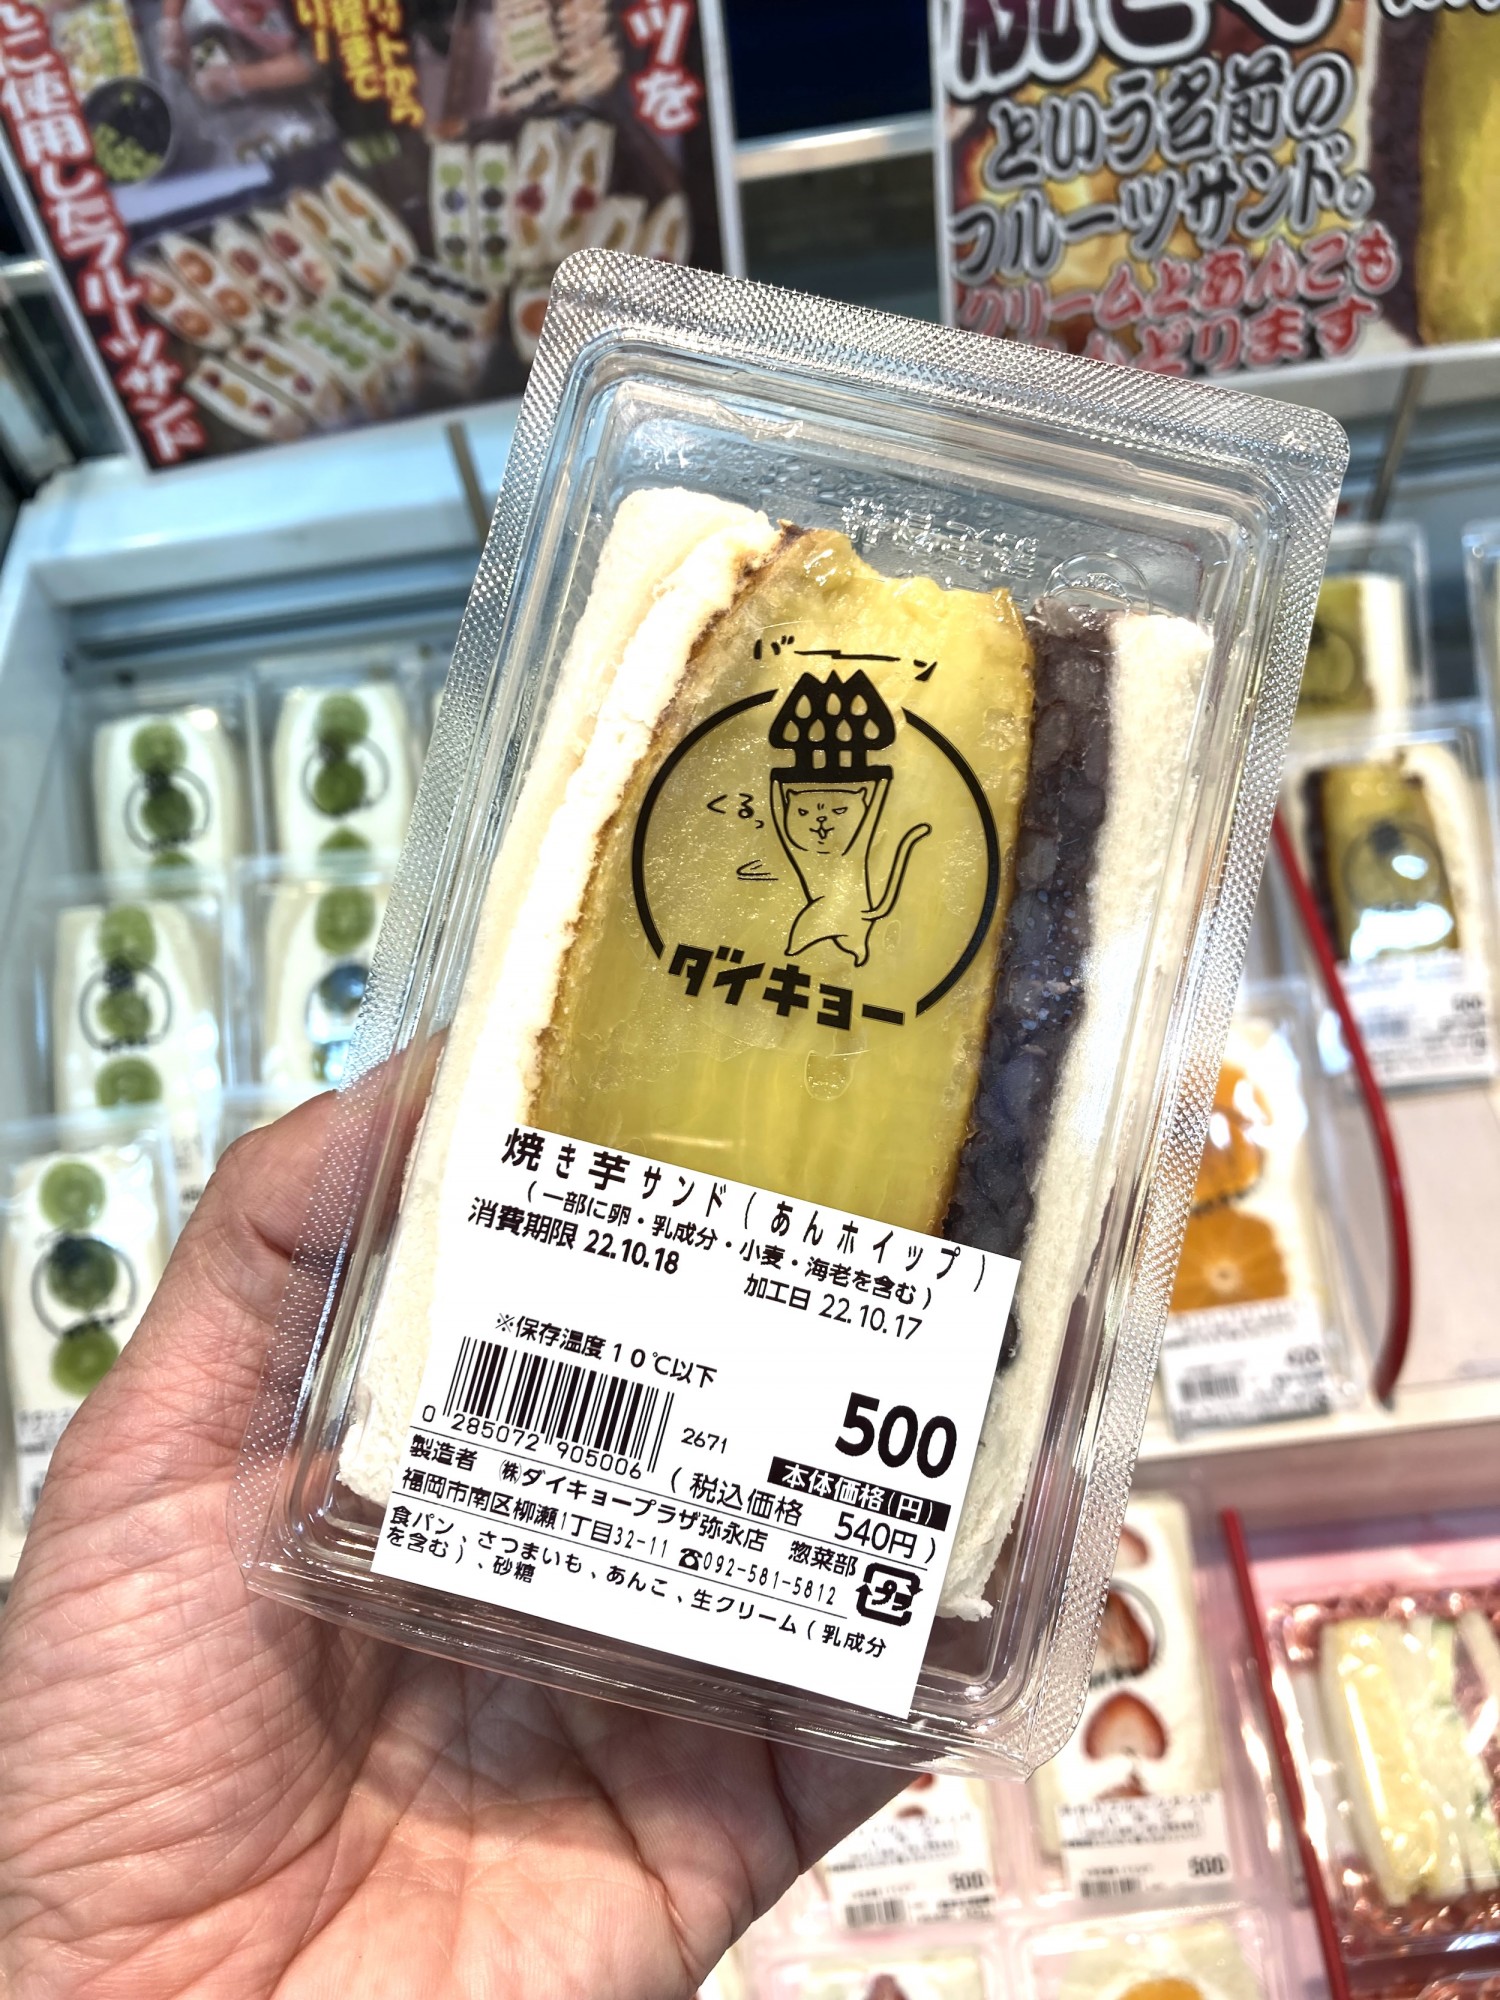 に使用したフルーツサンド
ツを
という名前の
フルーツサンド。
クリームとあんこも
バーン
くるっ
ダイキョー
焼き芋サンド(あんホイップ)
(一部に卵・乳成分・小麦・海老を含む)
消費期限 22.10.18
加工日 22.10.17
※保存温度10℃以下
0 285072 905006
2671
500
本体価格(円)
(税込価格 540円)
製造者 ㈱ダイキョープラザ弥永店 惣菜部
福岡市南区柳瀬1丁目32-11 ☎092-581-5812
プラ
食パン、さつまいも、あんこ、生クリーム(乳成分
を含む)、砂糖
500
500
500